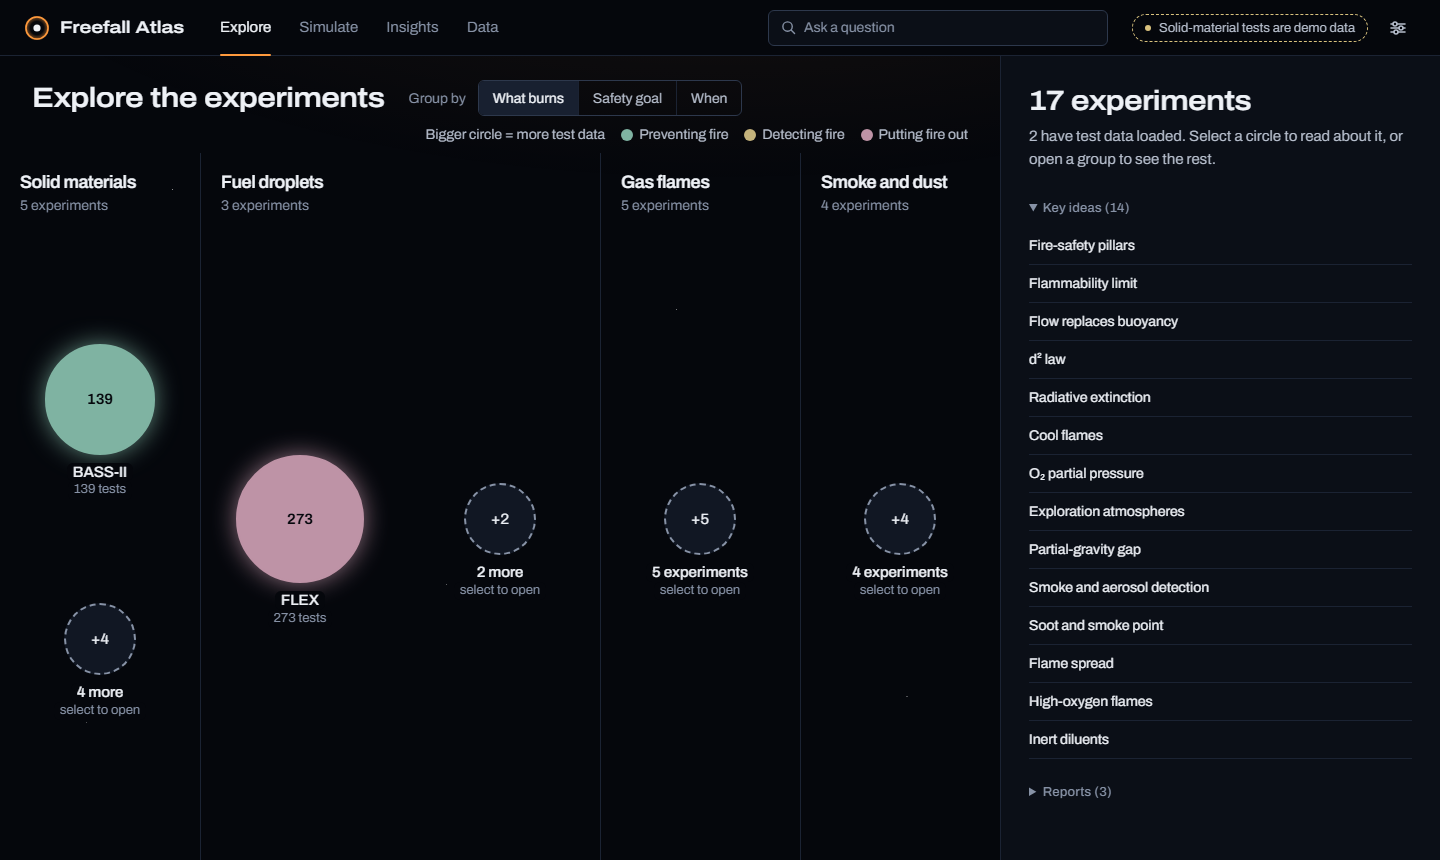 Freefall Atlas
Explore
Simulate
Insights
Data
Ask a question
Solid-material tests are demo data
Explore the experiments
Group by
What burns
Safety goal
When
Bigger circle = more test data
Preventing fire
Detecting fire
Putting fire out
Solid materials
5 experiments
139
BASS-II
139 tests
+4
4 more
select to open
Fuel droplets
3 experiments
273
FLEX
273 tests
+2
2 more
select to open
Gas flames
5 experiments
+5
5 experiments
select to open
Smoke and dust
4 experiments
+4
4 experiments
select to open
17 experiments
2 have test data loaded. Select a circle to read about it, or
open a group to see the rest.
Key ideas (14)
Fire-safety pillars
Flammability limit
Flow replaces buoyancy
d² law
Radiative extinction
Cool flames
O₂ partial pressure
Exploration atmospheres
Partial-gravity gap
Smoke and aerosol detection
Soot and smoke point
Flame spread
High-oxygen flames
Inert diluents
Reports (3)